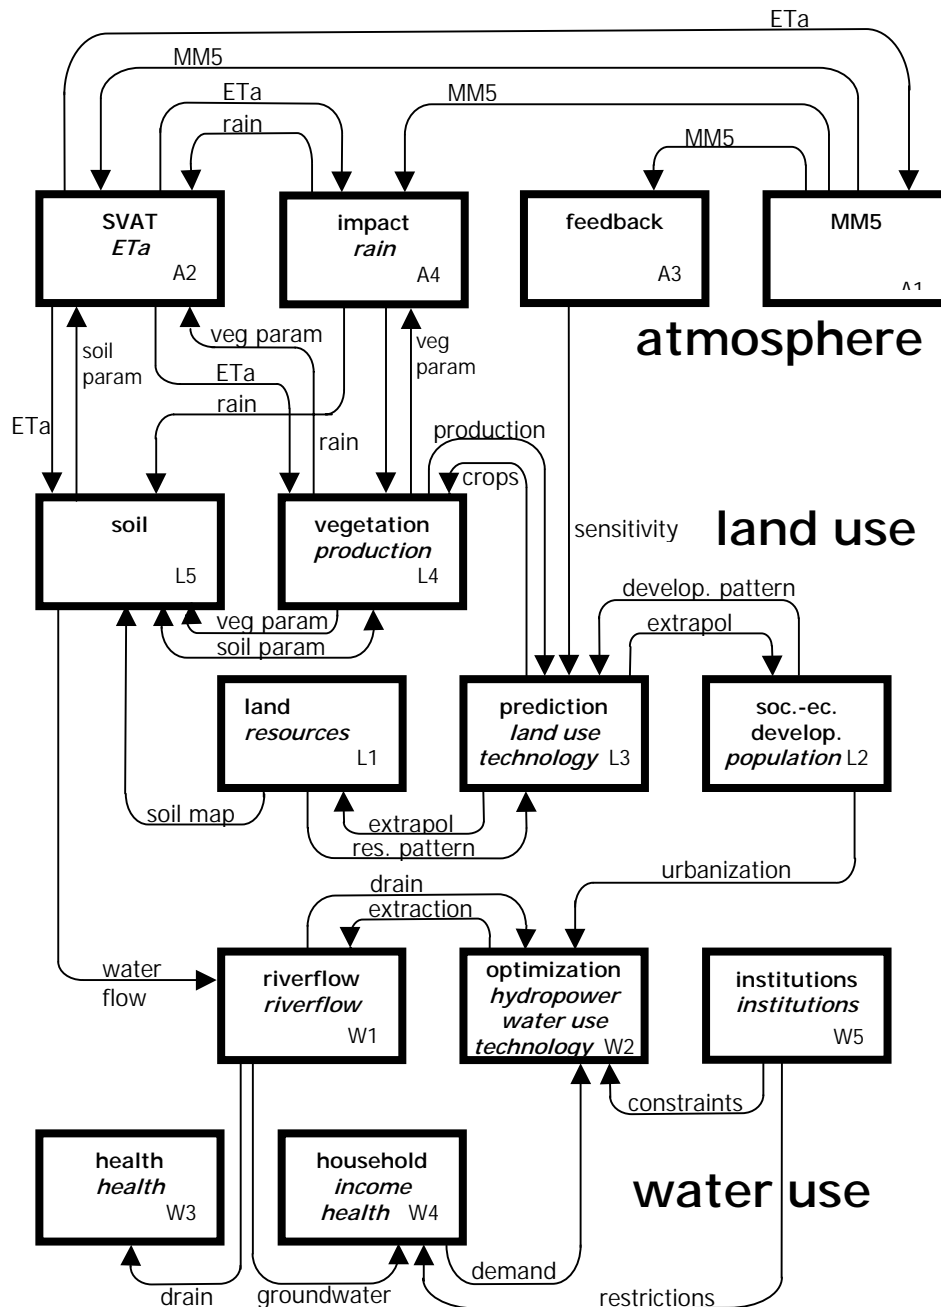 ETa
MM5
ETa
MM5
rain
MM5
SVAT
ETa
A2
impact
rain
A4
feedback
A3
MM5
A1
atmosphere
soil
param
veg param
ETa
veg
param
rain
ETa
rain
production
crops
soil
L5
vegetation
production
L4
sensitivity
land use
veg param
soil param
develop. pattern
extrapol
land
resources
L1
prediction
land use
technology L3
soc.-ec.
develop.
population L2
soil map
extrapol
res. pattern
urbanization
drain
extraction
water
flow
riverflow
riverflow
W1
optimization
hydropower
water use
technology W2
institutions
institutions
W5
constraints
health
health
W3
household
income
health W4
water use
demand
drain
groundwater
restrictions